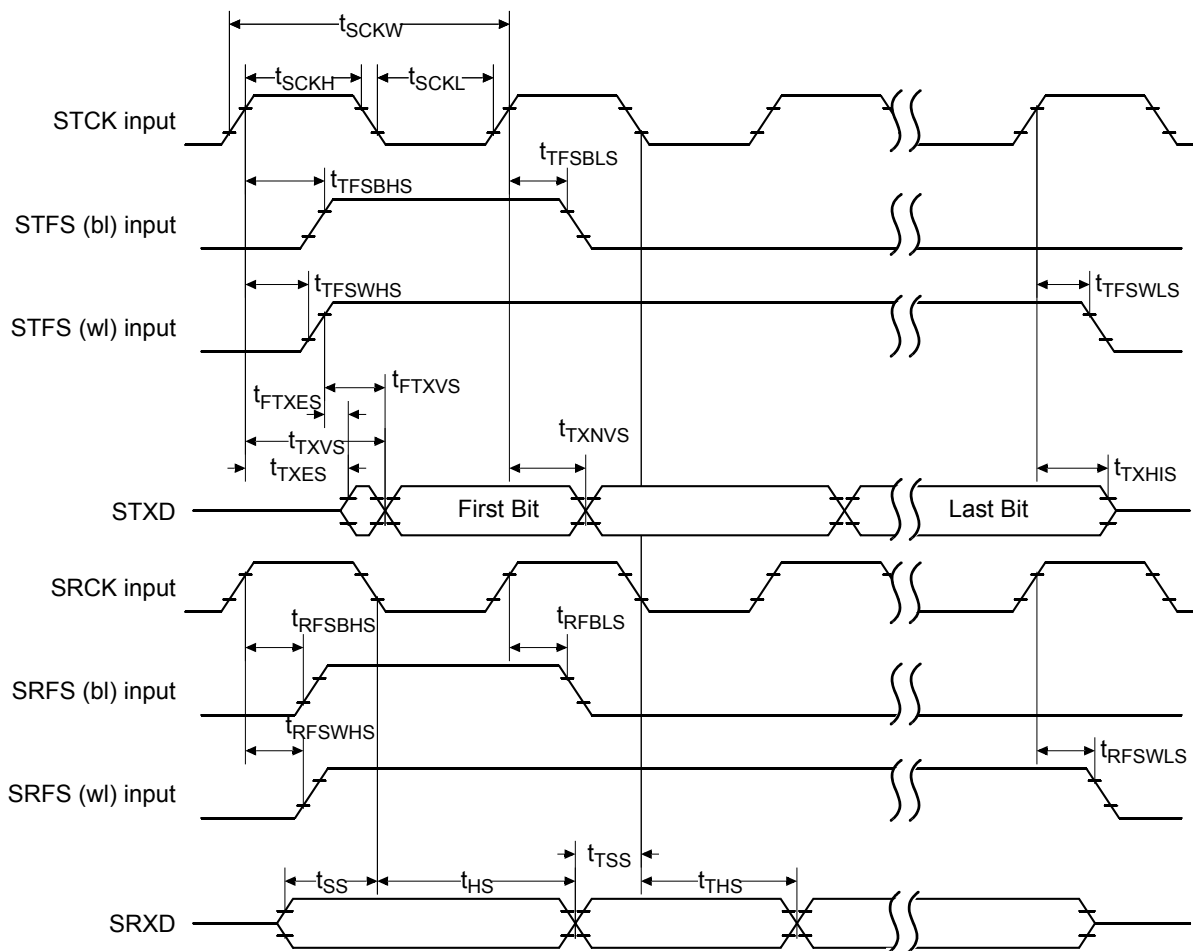 tSCKW
tSCKH
tSCKL
STCK input
tTFSBLS
tTFSBHS
STFS (bl) input
tTFSWHS
tTFSWLS
STFS (wl) input
tFTXVS
tFTXES
tTXVS
tTXNVS
tTXES
tTXHIS
STXD
First Bit
Last Bit
SRCK input
tRFSBHS
tRFBLS
SRFS (bl) input
tRFSWHS
tRFSWLS
SRFS (wl) input
tTSS
tSS
tHS
tTHS
SRXD